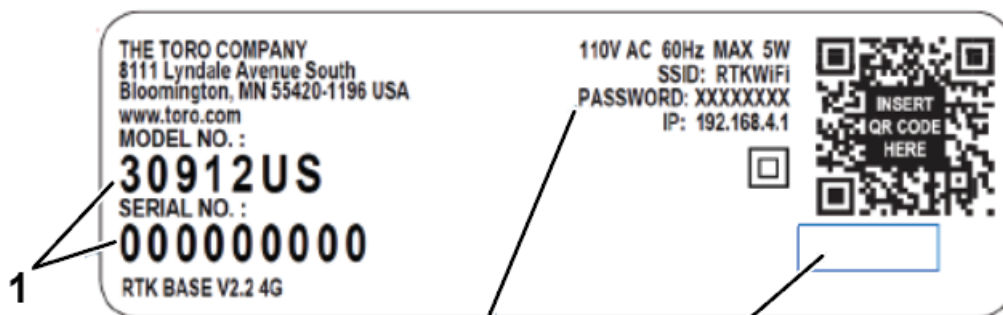 THE TORO COMPANY
8111 Lyndale Avenue South
Bloomington, MN 55420-1196 USA
www.toro.com
MODEL NO. :
30912US
SERIAL NO. :
000000000
RTK BASE V2.2 4G
110V AC 60Hz MAX 5W
SSID: RTKWiFi
PASSWORD: XXXXXXXX
IP: 192.168.4.1
INSERT
QR CODE
HERE
1